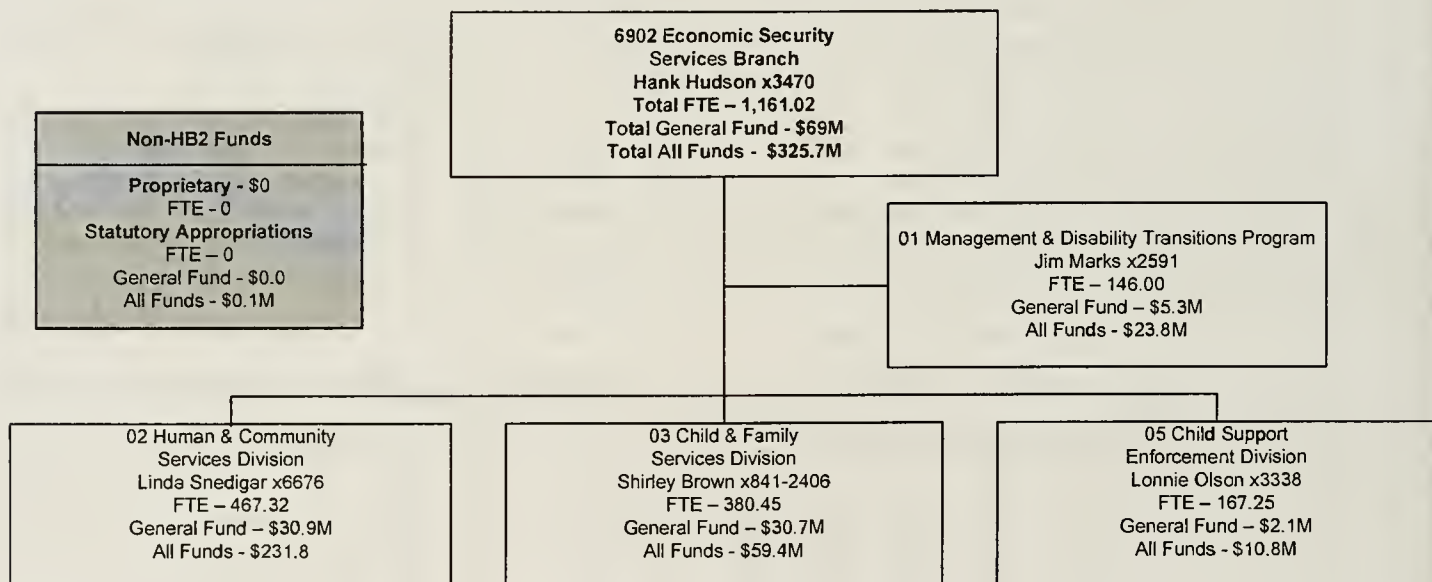 6902 Economic Security
Services Branch
Hank Hudson x3470
Total FTE – 1,161.02
Total General Fund - $69M
Total All Funds - $325.7M
Non-HB2 Funds
Proprietary - $0
FTE - 0
Statutory Appropriations
FTE – 0
General Fund - $0.0
All Funds - $0.1M
01 Management & Disability Transitions Program
Jim Marks x2591
FTE – 146.00
General Fund – $5.3M
All Funds - $23.8M
02 Human & Community
Services Division
Linda Snedigar x6676
FTE – 467.32
General Fund – $30.9M
All Funds - $231.8
03 Child & Family
Services Division
Shirley Brown x841-2406
FTE – 380.45
General Fund – $30.7M
All Funds - $59.4M
05 Child Support
Enforcement Division
Lonnie Olson x3338
FTE – 167.25
General Fund – $2.1M
All Funds - $10.8M